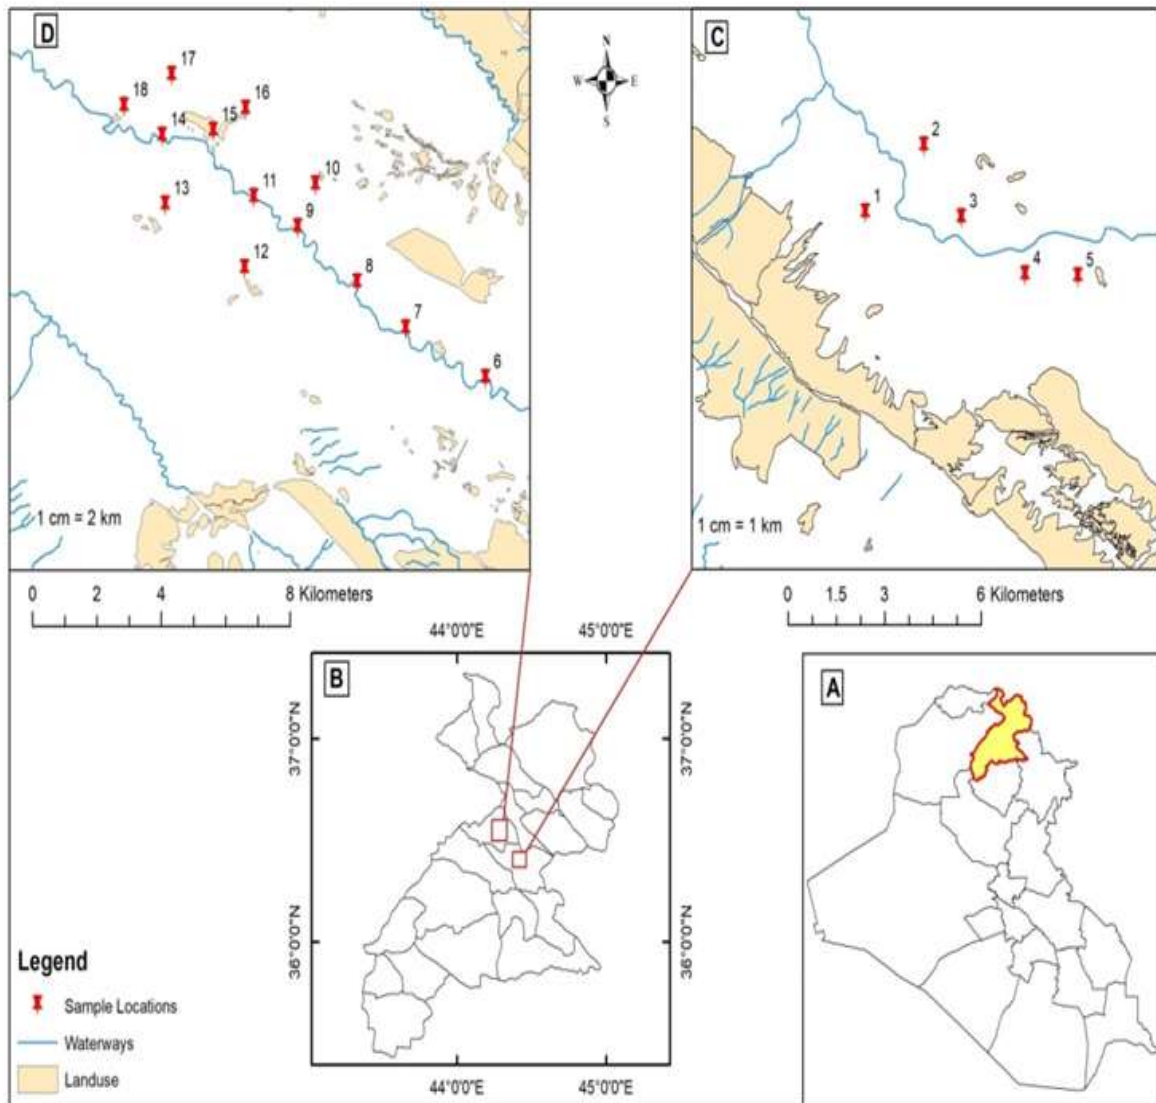 D
17
18
16
14
15
10
13
11
9
12
8
7
6
1 cm = 2 km
0 2 4 8 Kilometers
N
W E
S
C
2
1
3
4
5
1 cm = 1 km
0 1.5 3 6 Kilometers
44°0'0"E 45°0'0"E
B
37°0'0"N 37°0'0"N
36°0'0"N 36°0'0"N
44°0'0"E 45°0'0"E
A
Legend
Sample Locations
Waterways
Landuse